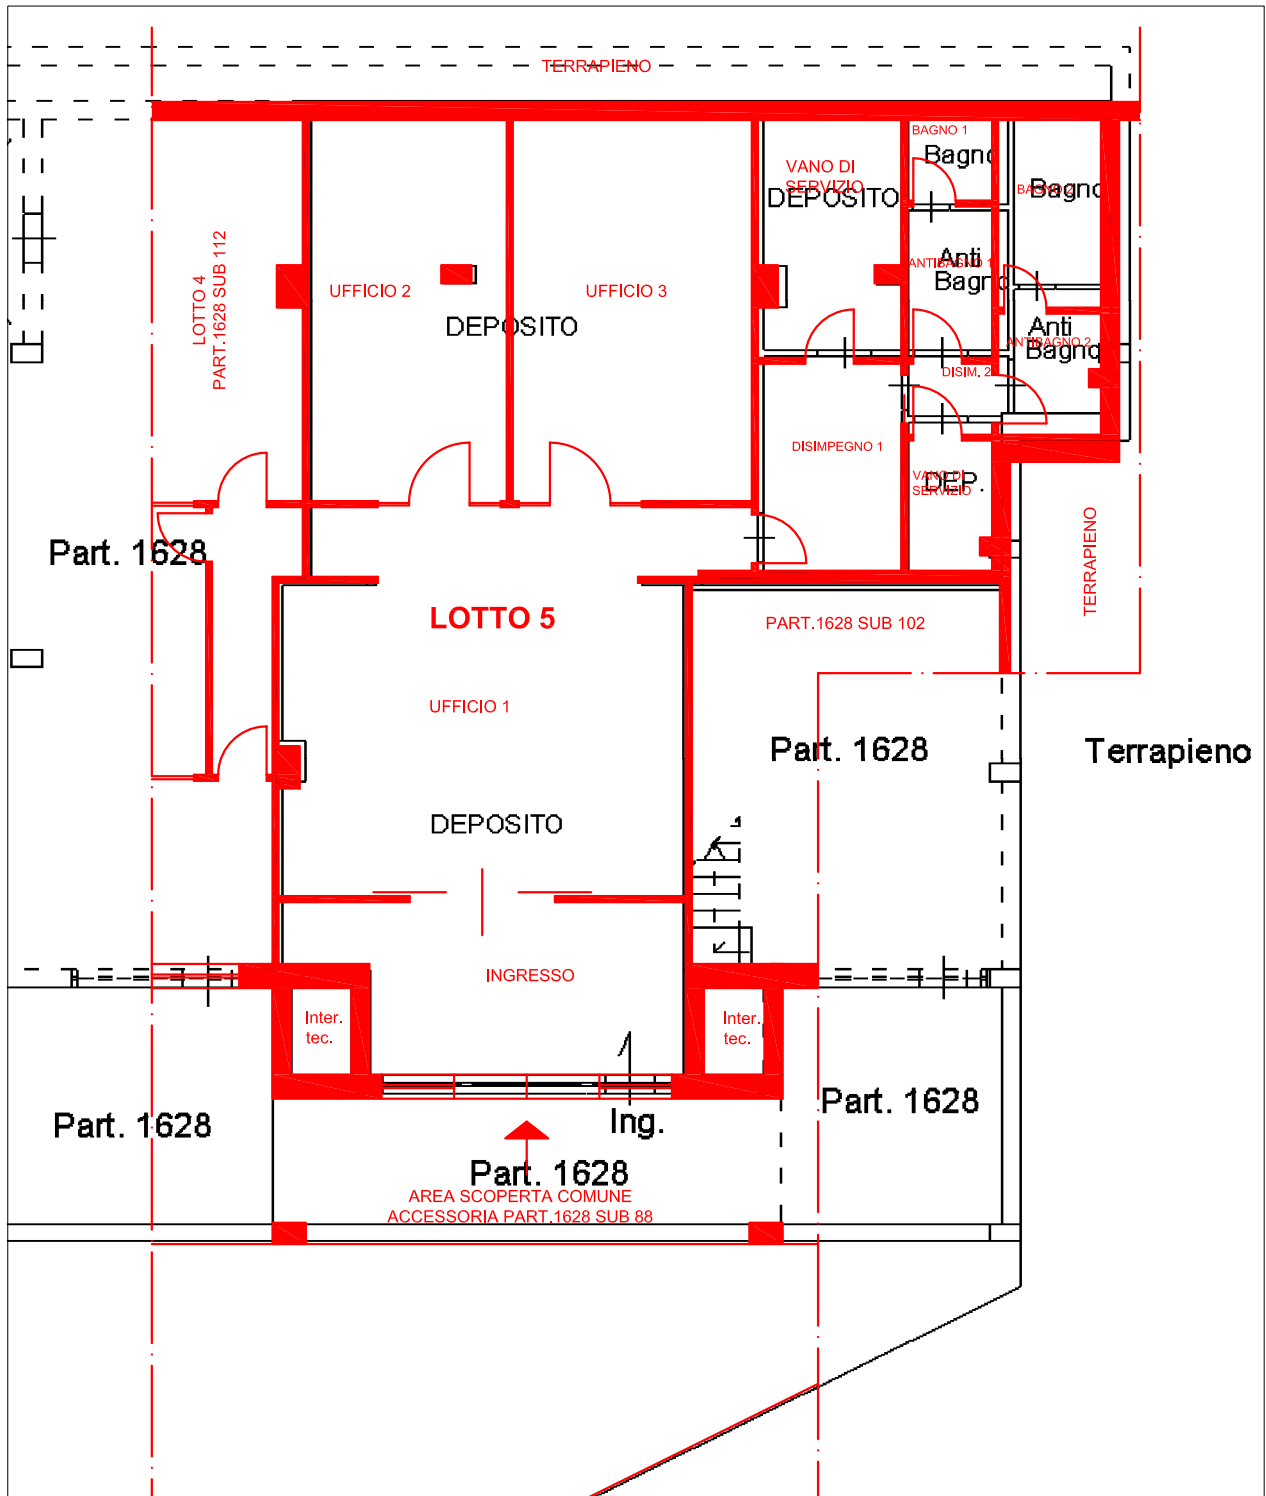 TERRAPIENO
BAGNO 1
Bagno
VANO DI
SERVIZIO
DEPOSITO
BAGNO 2
Bagno
LOTTO 4
PART.1628 SUB 112
UFFICIO 2
UFFICIO 3
DEPOSITO
Anti
ANTIBAGNO 1
Bagno
Anti
ANTIBAGNO 2
Bagno
DISIM. 2
DISIMPEGNO 1
VANO DI
SERVIZIO
DEP.
Part. 1628
TERRAPIENO
LOTTO 5
PART.1628 SUB 102
UFFICIO 1
Part. 1628
Terrapieno
DEPOSITO
INGRESSO
Inter.
tec.
Inter.
tec.
Part. 1628
Ing.
Part. 1628
Part. 1628
AREA SCOPERTA COMUNE
ACCESSORIA PART.1628 SUB 88